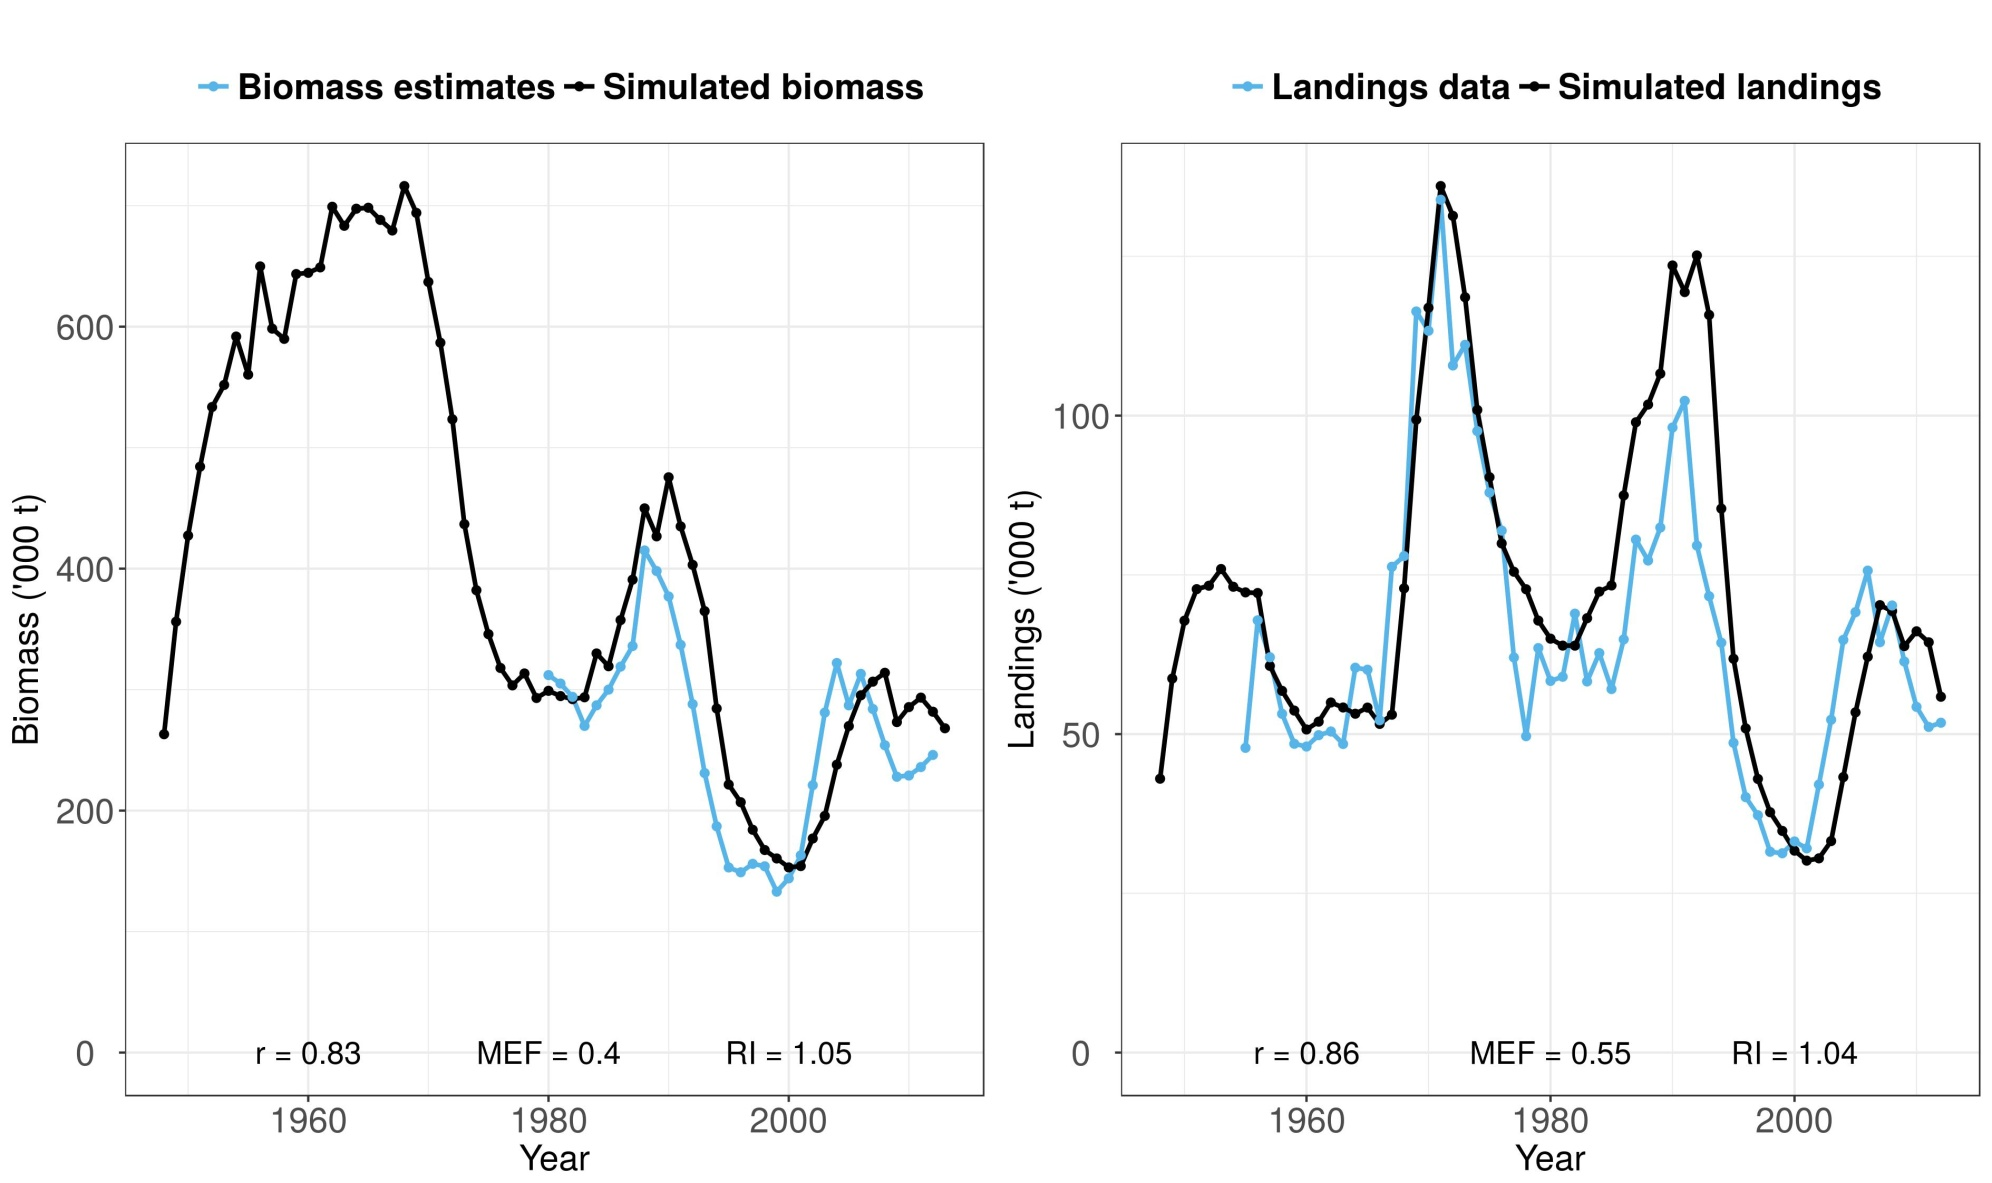 Biomass estimates Simulated biomass
Biomass ('000 t)
600
400
200
0
r = 0.83 MEF = 0.4 RI = 1.05
1960 1980 2000
Year
Landings data Simulated landings
Landings ('000 t)
100
50
0
r = 0.86 MEF = 0.55 RI = 1.04
1960 1980 2000
Year